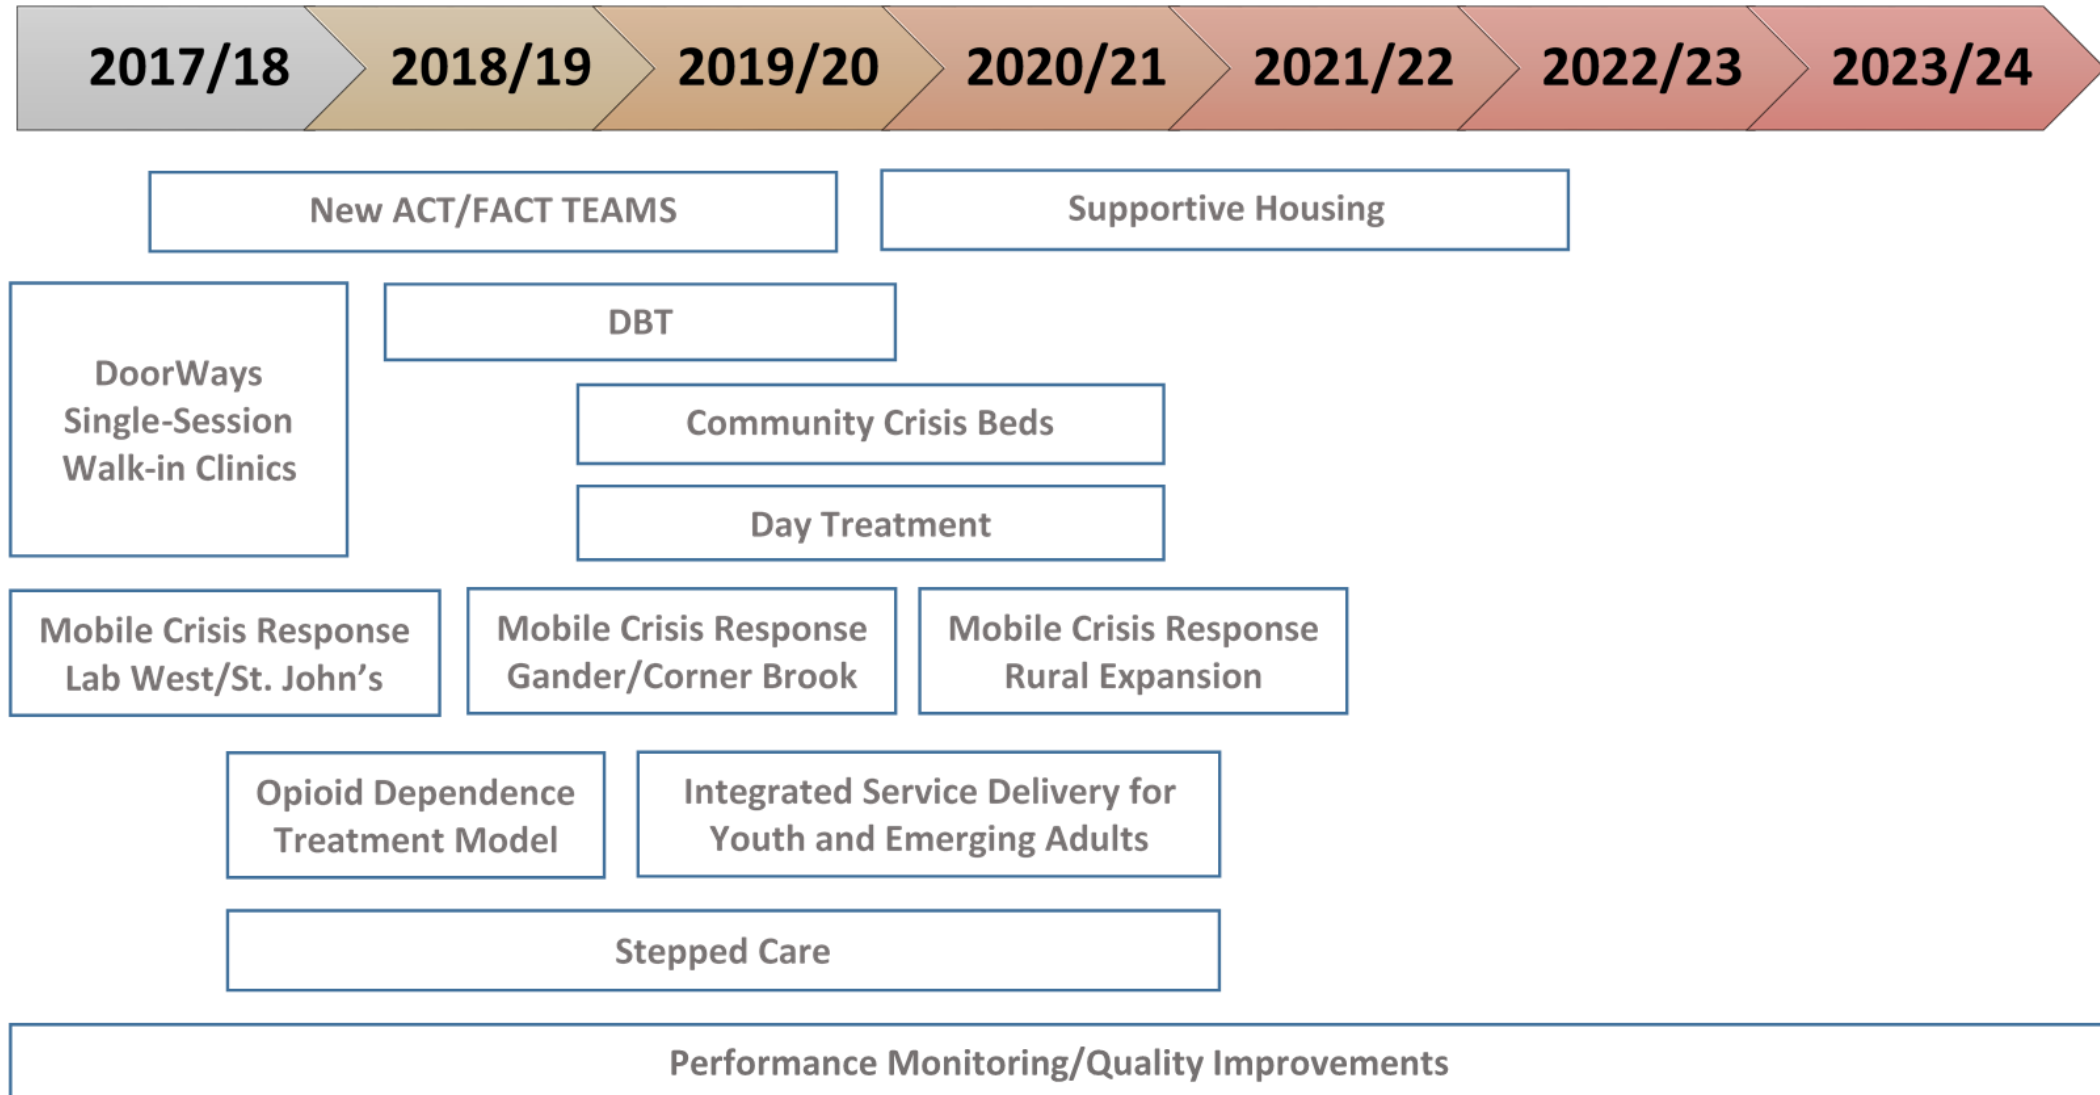 2017/18
2018/19
2019/20
2020/21
2021/22
2022/23
2023/24
New ACT/FACT TEAMS
Supportive Housing
DoorWays
Single-Session
Walk-in Clinics
DBT
Community Crisis Beds
Day Treatment
Mobile Crisis Response
Lab West/St. John’s
Mobile Crisis Response
Gander/Corner Brook
Mobile Crisis Response
Rural Expansion
Opioid Dependence
Treatment Model
Integrated Service Delivery for
Youth and Emerging Adults
Stepped Care
Performance Monitoring/Quality Improvements